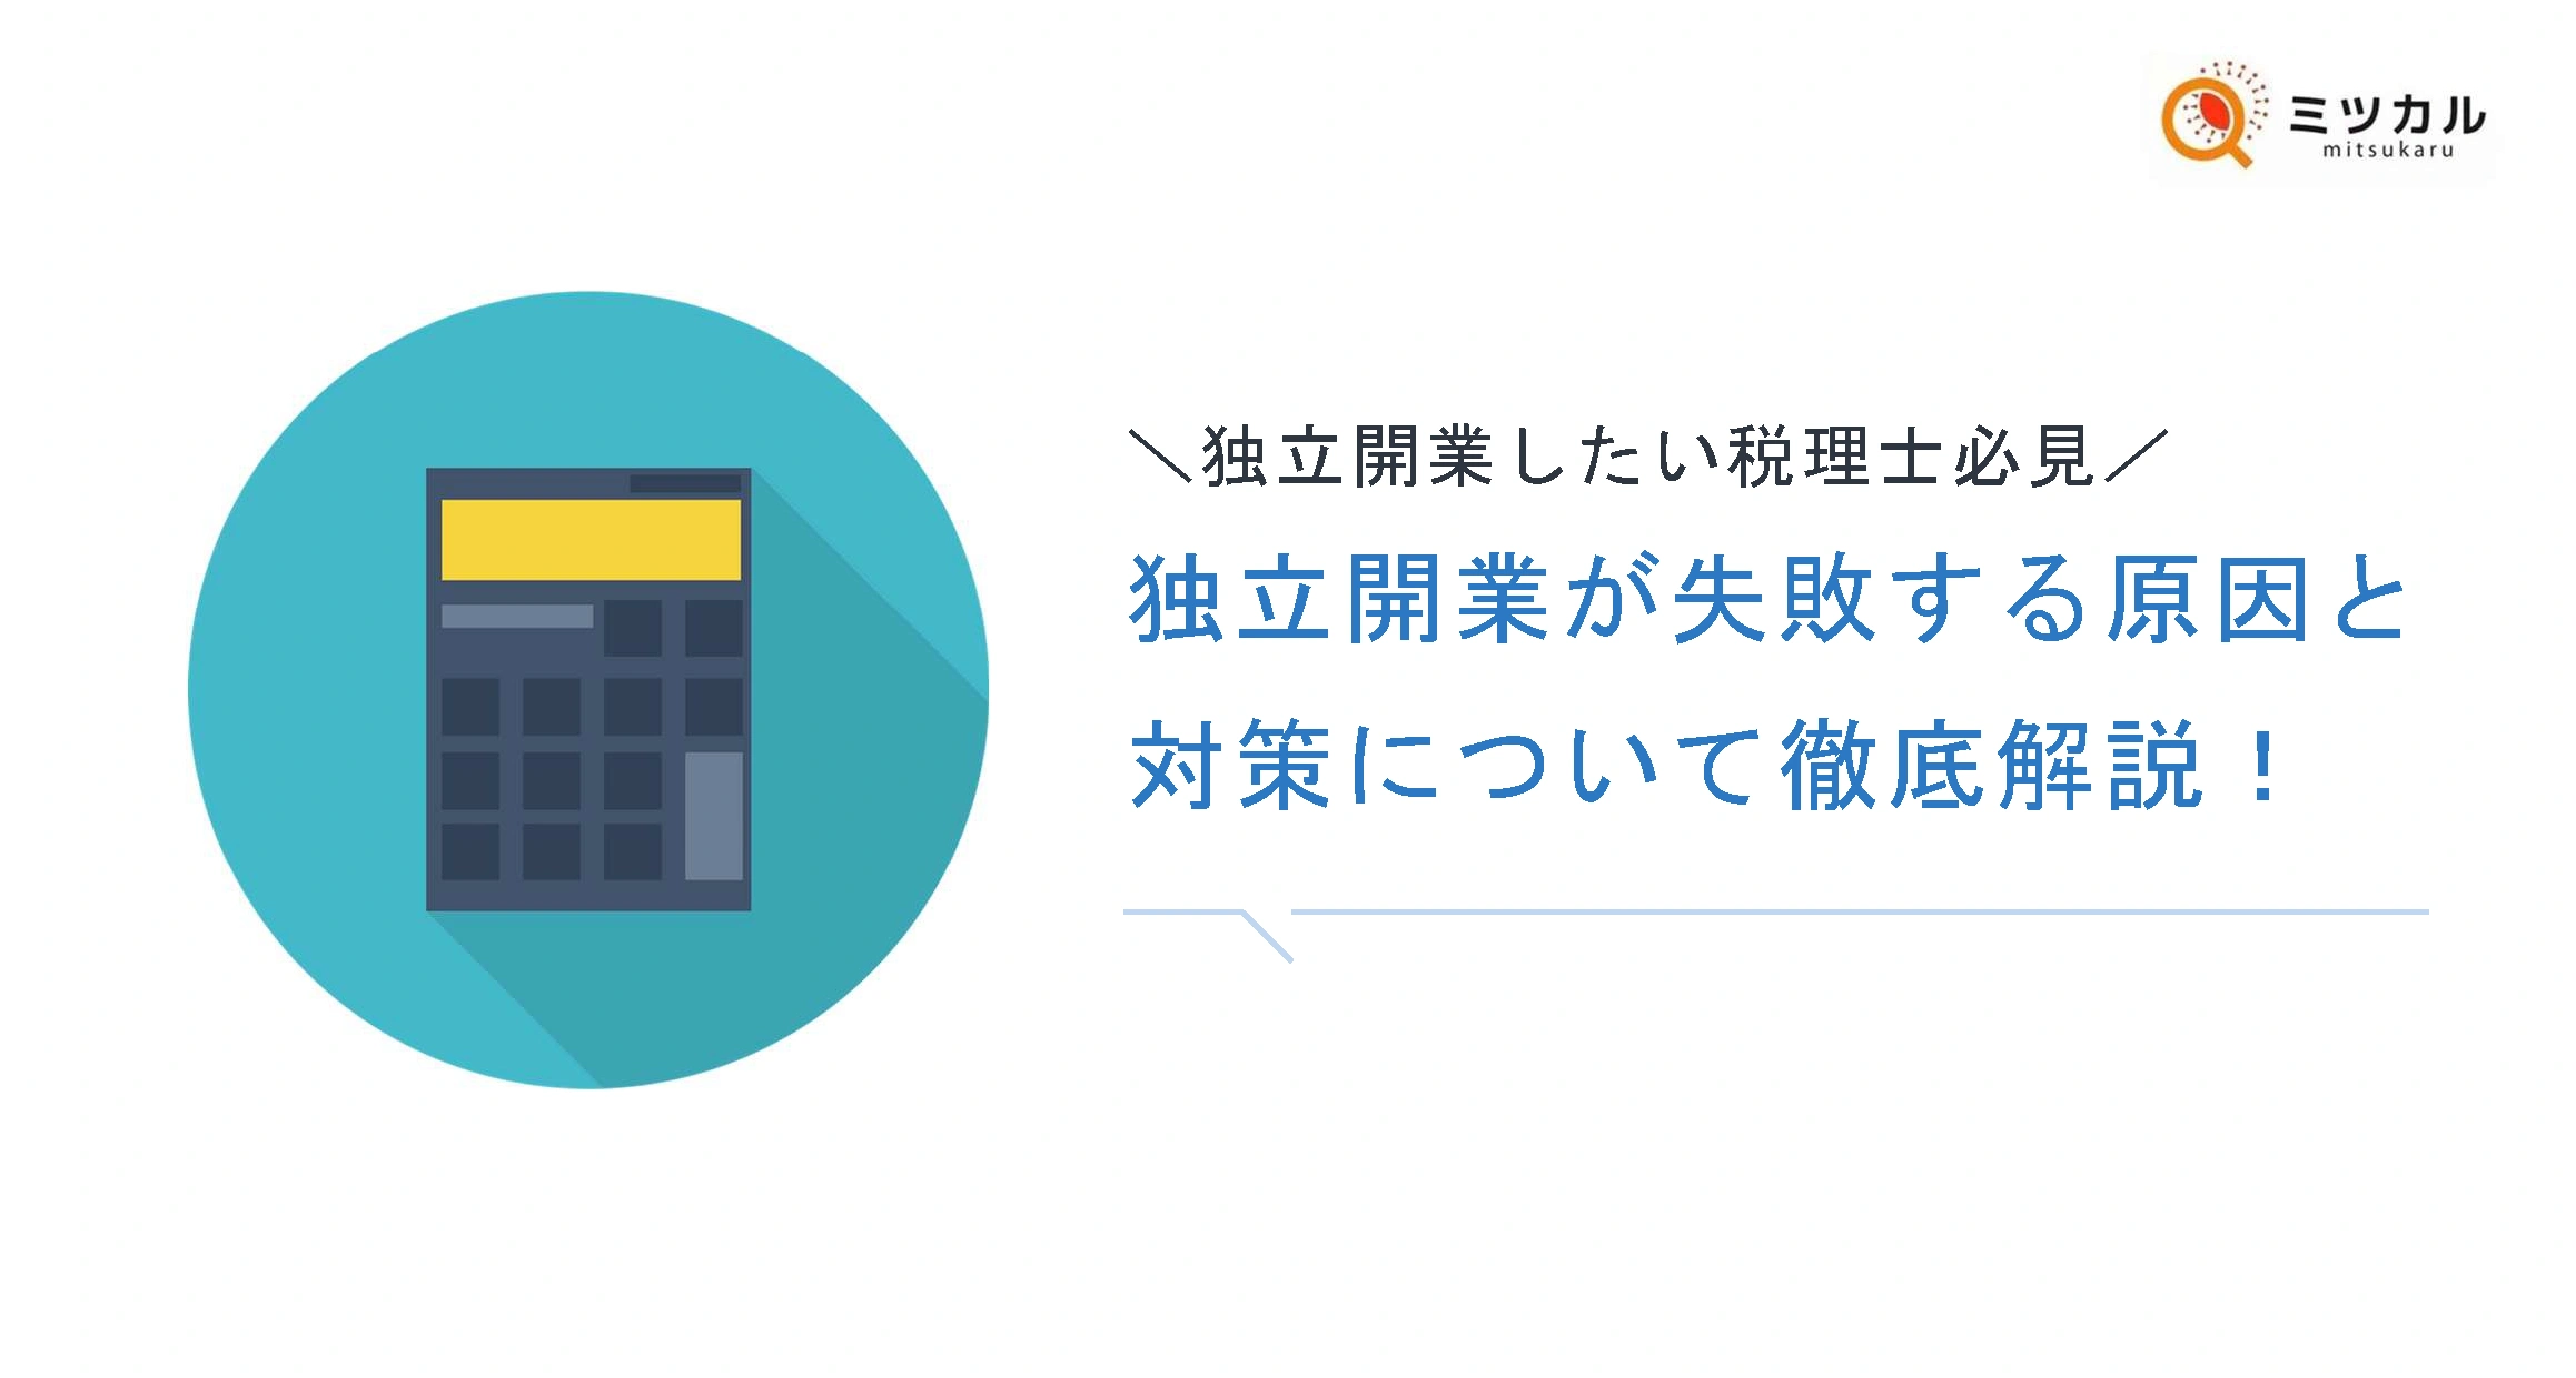 ミツカル
mitsukaru
＼独立開業したい税理士必見／
独立開業が失敗する原因と
対策について徹底解説！